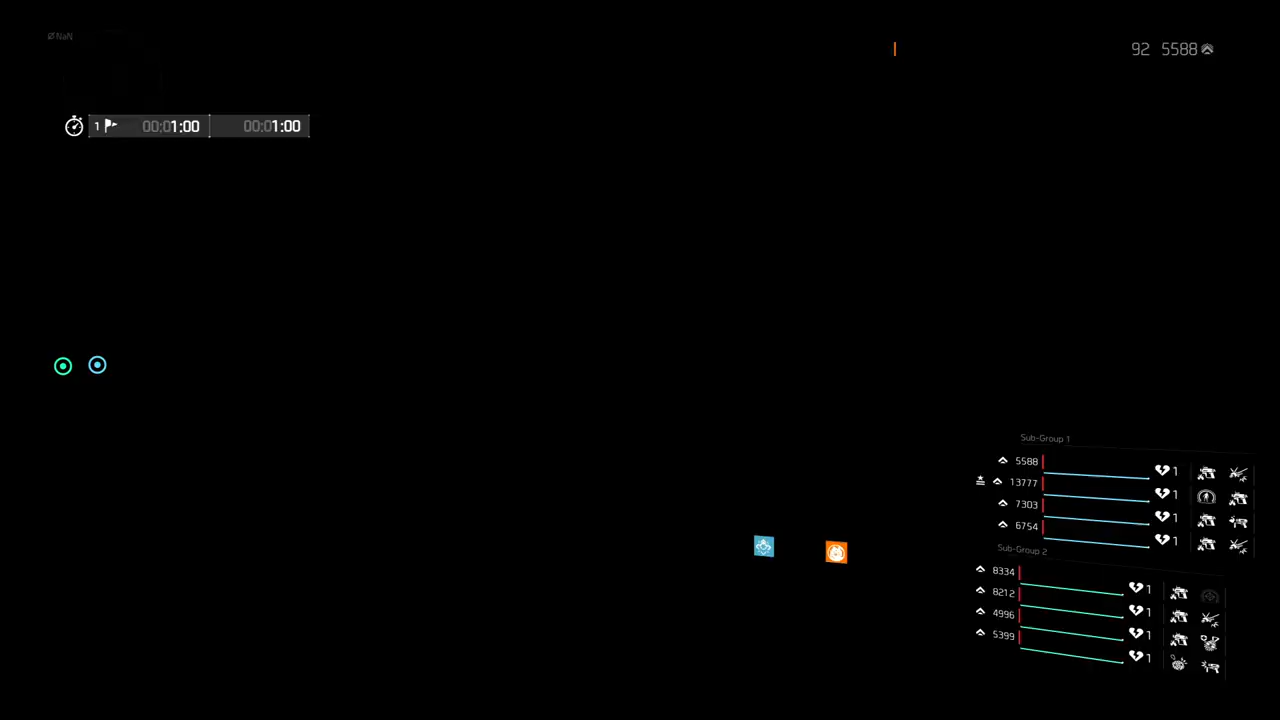 NaN
92 5588
1 00:01:00 00:01:00
Sub-Group 1
5588 1
13777 1
7303 1
6754 1
Sub-Group 2
8334 1
8212 1
4996 1
5399 1